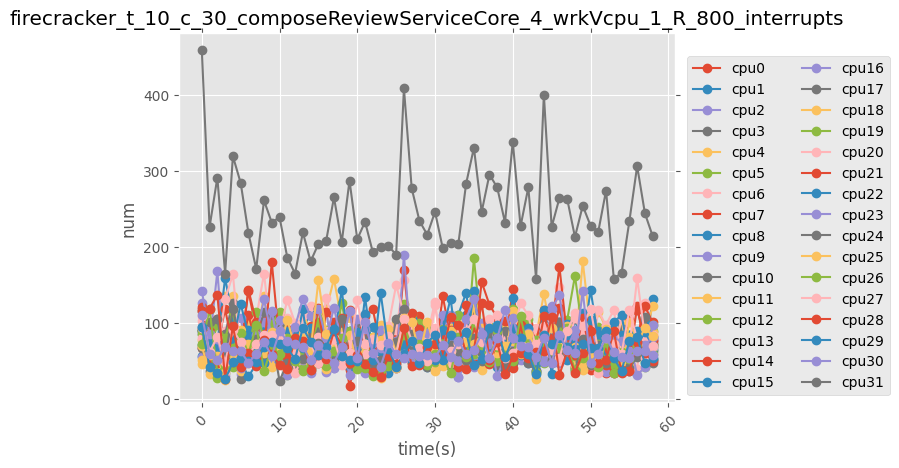 firecracker_t_10_c_30_composeReviewServiceCore_4_wrkVcpu_1_R_800_interrupts
num
400
300
200
100
0
0
10
20
30
40
50
60
time(s)
cpu0
cpu1
cpu2
cpu3
cpu4
cpu5
cpu6
cpu7
cpu8
cpu9
cpu10
cpu11
cpu12
cpu13
cpu14
cpu15
cpu16
cpu17
cpu18
cpu19
cpu20
cpu21
cpu22
cpu23
cpu24
cpu25
cpu26
cpu27
cpu28
cpu29
cpu30
cpu31